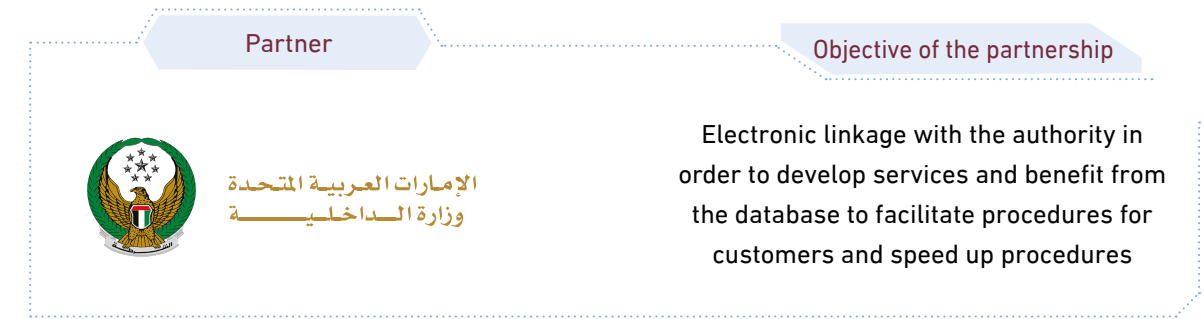 Partner
Objective of the partnership
الإمارات العربية المتحدة
وزارة الداخلية
Electronic linkage with the authority in
order to develop services and benefit from
the database to facilitate procedures for
customers and speed up procedures